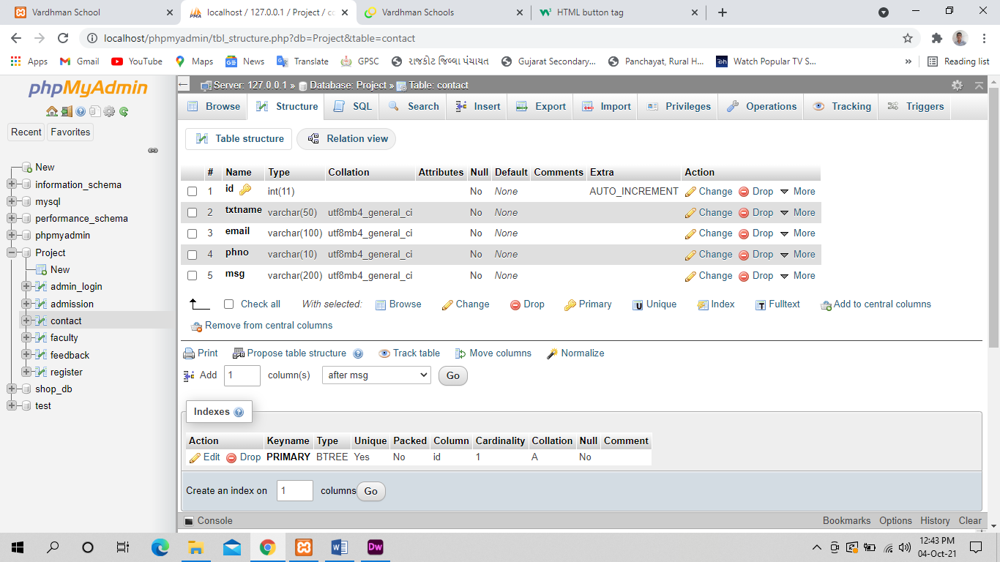 Vardhman School
localhost / 127.0.0.1 / Project / co
Vardhman Schools
HTML button tag
localhost/phpmyadmin/tbl_structure.php?db=Project&table=contact
Apps
Gmail
YouTube
Maps
News
Translate
GPSC
રાજકોટ જિલ્લા પંચાયત
Gujarat Secondary...
Panchayat, Rural H...
Watch Popular TV S...
»
Reading list
phpMyAdmin
Recent Favorites
New
information_schema
mysql
performance_schema
phpmyadmin
Project
New
admin_login
admission
contact
faculty
feedback
register
shop_db
test
Server: 127.0.0.1 » Database: Project » Table: contact
Browse Structure SQL Search Insert Export Import Privileges Operations Tracking Triggers
Table structure Relation view
# Name Type Collation Attributes Null Default Comments Extra Action
1 id int(11) No None AUTO_INCREMENT Change Drop More
2 txtname varchar(50) utf8mb4_general_ci No None Change Drop More
3 email varchar(100) utf8mb4_general_ci No None Change Drop More
4 phno varchar(10) utf8mb4_general_ci No None Change Drop More
5 msg varchar(200) utf8mb4_general_ci No None Change Drop More
Check all With selected: Browse Change Drop Primary Unique Index Fulltext Add to central columns
Remove from central columns
Print Propose table structure Track table Move columns Normalize
Add 1 column(s) after msg Go
Indexes
Action Keyname Type Unique Packed Column Cardinality Collation Null Comment
Edit Drop PRIMARY BTREE Yes No id 1 A No
Create an index on 1 columns Go
Console
Bookmarks Options History Clear
12:43 PM
04-Oct-21